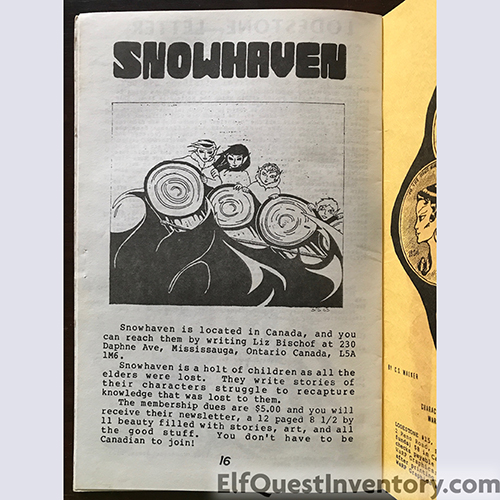 SNOWHAVEN
Snowhaven is located in Canada, and you
can reach them by writing Liz Bischof at 230
Daphne Ave, Mississauga, Ontario Canada, L5A
1M6.
Snowhaven is a holt of children as all the
elders were lost. They write stories of
their characters struggle to recapture
knowledge that was lost to them.
The membership dues are $5.00 and you will
receive their newsletter, a 12 paged 8 1/2 by
11 beauty filled with stories, art, and all
the good stuff. You don't have to be
Canadian to join!
16
BY C.S. WACKER
LODESTONE #15,
ElfQuestInventory.com